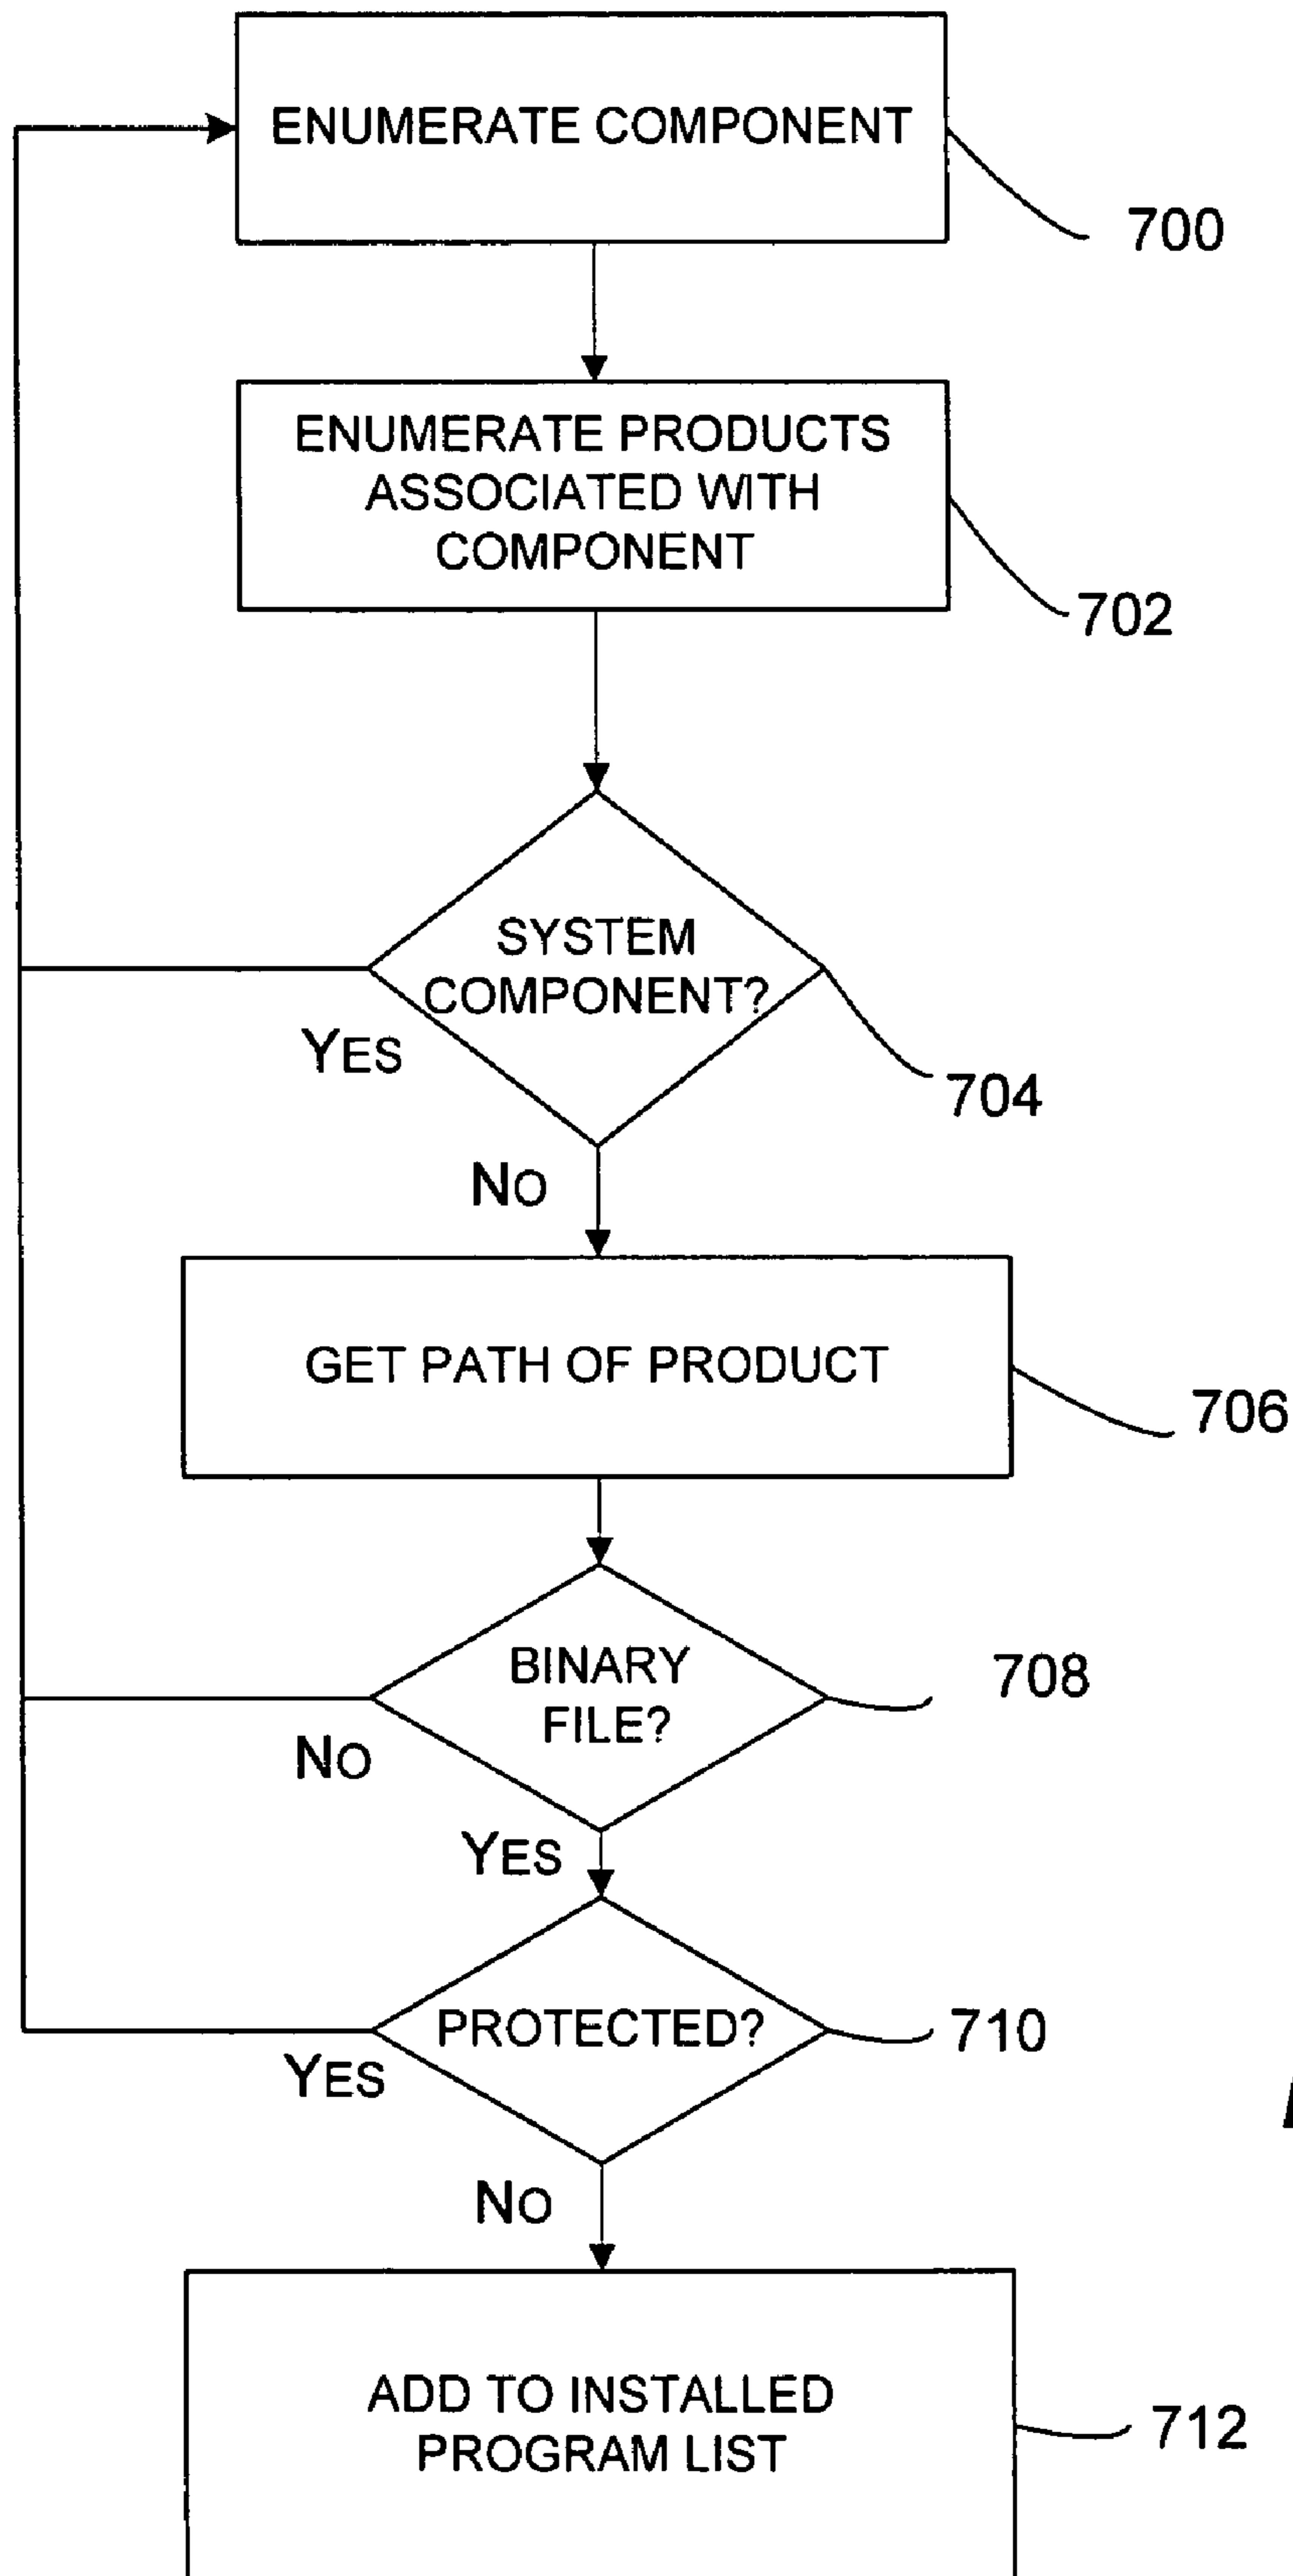 ENUMERATE COMPONENT
700
ENUMERATE PRODUCTS
ASSOCIATED WITH
COMPONENT
702
SYSTEM
COMPONENT?
YES
704
NO
GET PATH OF PRODUCT
706
BINARY
FILE?
708
NO
YES
PROTECTED?
710
YES
NO
ADD TO INSTALLED
PROGRAM LIST
712